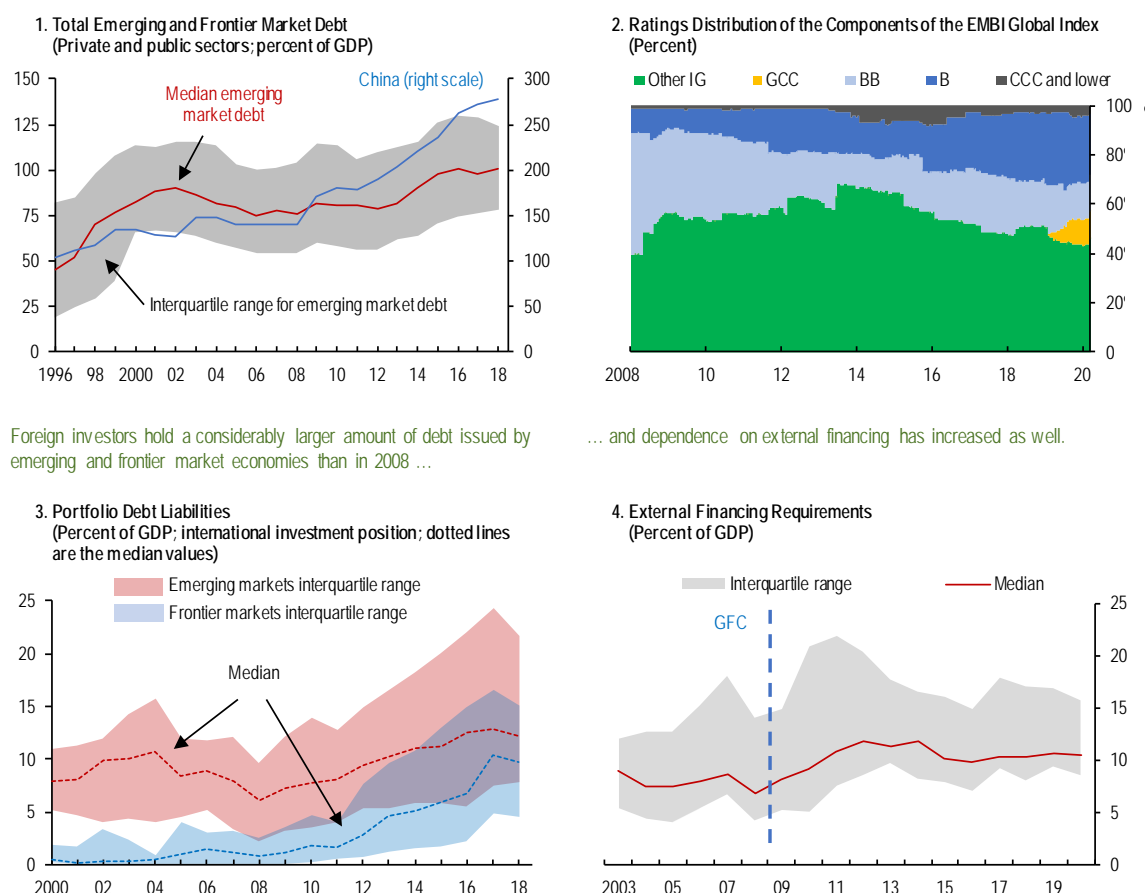 1. Total Emerging and Frontier Market Debt
(Private and public sectors; percent of GDP)
150
125
100
75
50
25
0
300
250
200
150
100
50
0
China (right scale)
Median emerging
market debt
Interquartile range for emerging market debt
1996 98 2000 02 04 06 08 10 12 14 16 18
2. Ratings Distribution of the Components of the EMBI Global Index
(Percent)
Other IG GCC BB B CCC and lower
100
80'
60'
40'
20'
0
2008 10 12 14 16 18 20
Foreign investors hold a considerably larger amount of debt issued by
emerging and frontier market economies than in 2008 …
… and dependence on external financing has increased as well.
3. Portfolio Debt Liabilities
(Percent of GDP; international investment position; dotted lines
are the median values)
Emerging markets interquartile range
Frontier markets interquartile range
25
20
15
10
5
0
Median
2000 02 04 06 08 10 12 14 16 18
4. External Financing Requirements
(Percent of GDP)
Interquartile range Median
GFC
25
20
15
10
5
0
2003 05 07 09 11 13 15 17 19